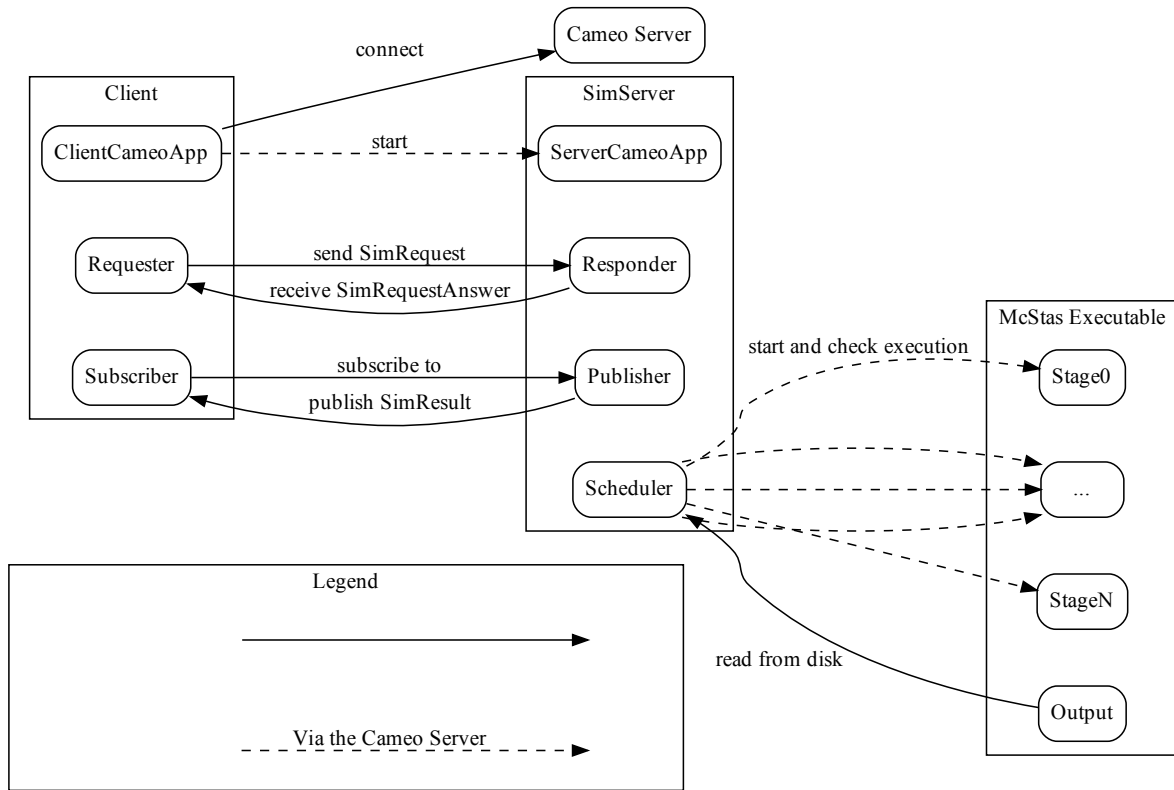 Cameo Server
connect
Client
SimServer
ClientCameoApp
start
ServerCameoApp
Requester
send SimRequest
Responder
receive SimRequestAnswer
McStas Executable
Subscriber
subscribe to
Publisher
publish SimResult
start and check execution
Stage0
Scheduler
...
Legend
StageN
read from disk
Output
Via the Cameo Server